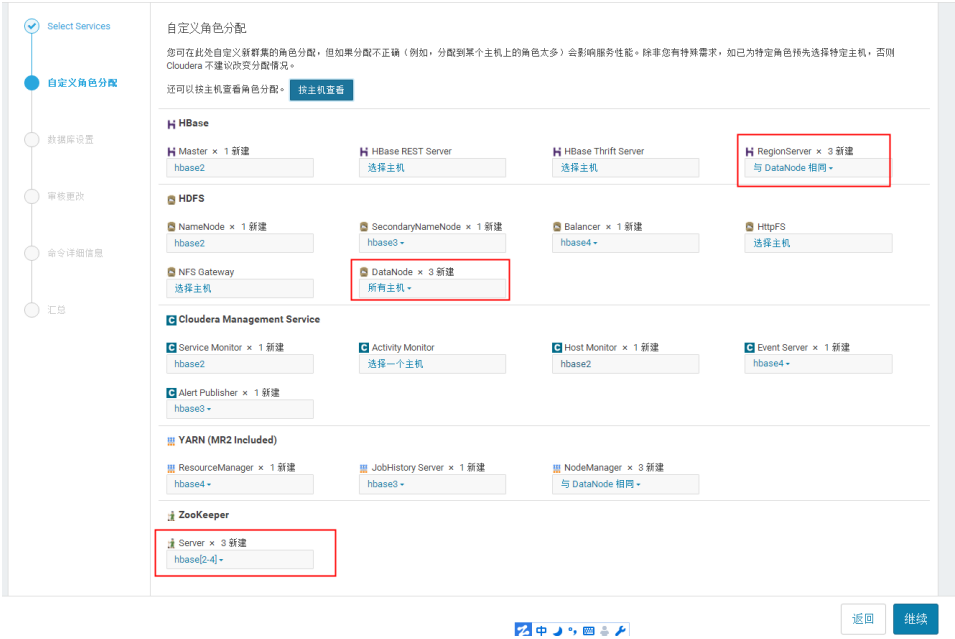 Select Services
自定义角色分配
数据库设置
审核更改
命令详细信息
汇总
自定义角色分配
您可在此处自定义新群集的角色分配，但如果分配不正确（例如，分配到某个主机上的角色太多）会影响服务性能。除非您有特殊需求，如已为特定角色预先选择特定主机，否则
Cloudera 不建议改变分配情况。
还可以按主机查看角色分配。 按主机查看
HBase
Master × 1 新建 HBase REST Server HBase Thrift Server RegionServer × 3 新建
hbase2 选择主机 选择主机 与 DataNode 相同
HDFS
NameNode × 1 新建 SecondaryNameNode × 1 新建 Balancer × 1 新建 HttpFS
hbase2 hbase3 hbase4 选择主机
NFS Gateway DataNode × 3 新建
选择主机 所有主机
Cloudera Management Service
Service Monitor × 1 新建 Activity Monitor Host Monitor × 1 新建 Event Server × 1 新建
hbase2 选择一个主机 hbase2 hbase4
Alert Publisher × 1 新建
hbase3
YARN (MR2 Included)
ResourceManager × 1 新建 JobHistory Server × 1 新建 NodeManager × 3 新建
hbase4 hbase3 与 DataNode 相同
ZooKeeper
Server × 3 新建
hbase[2-4]
返回 继续
中